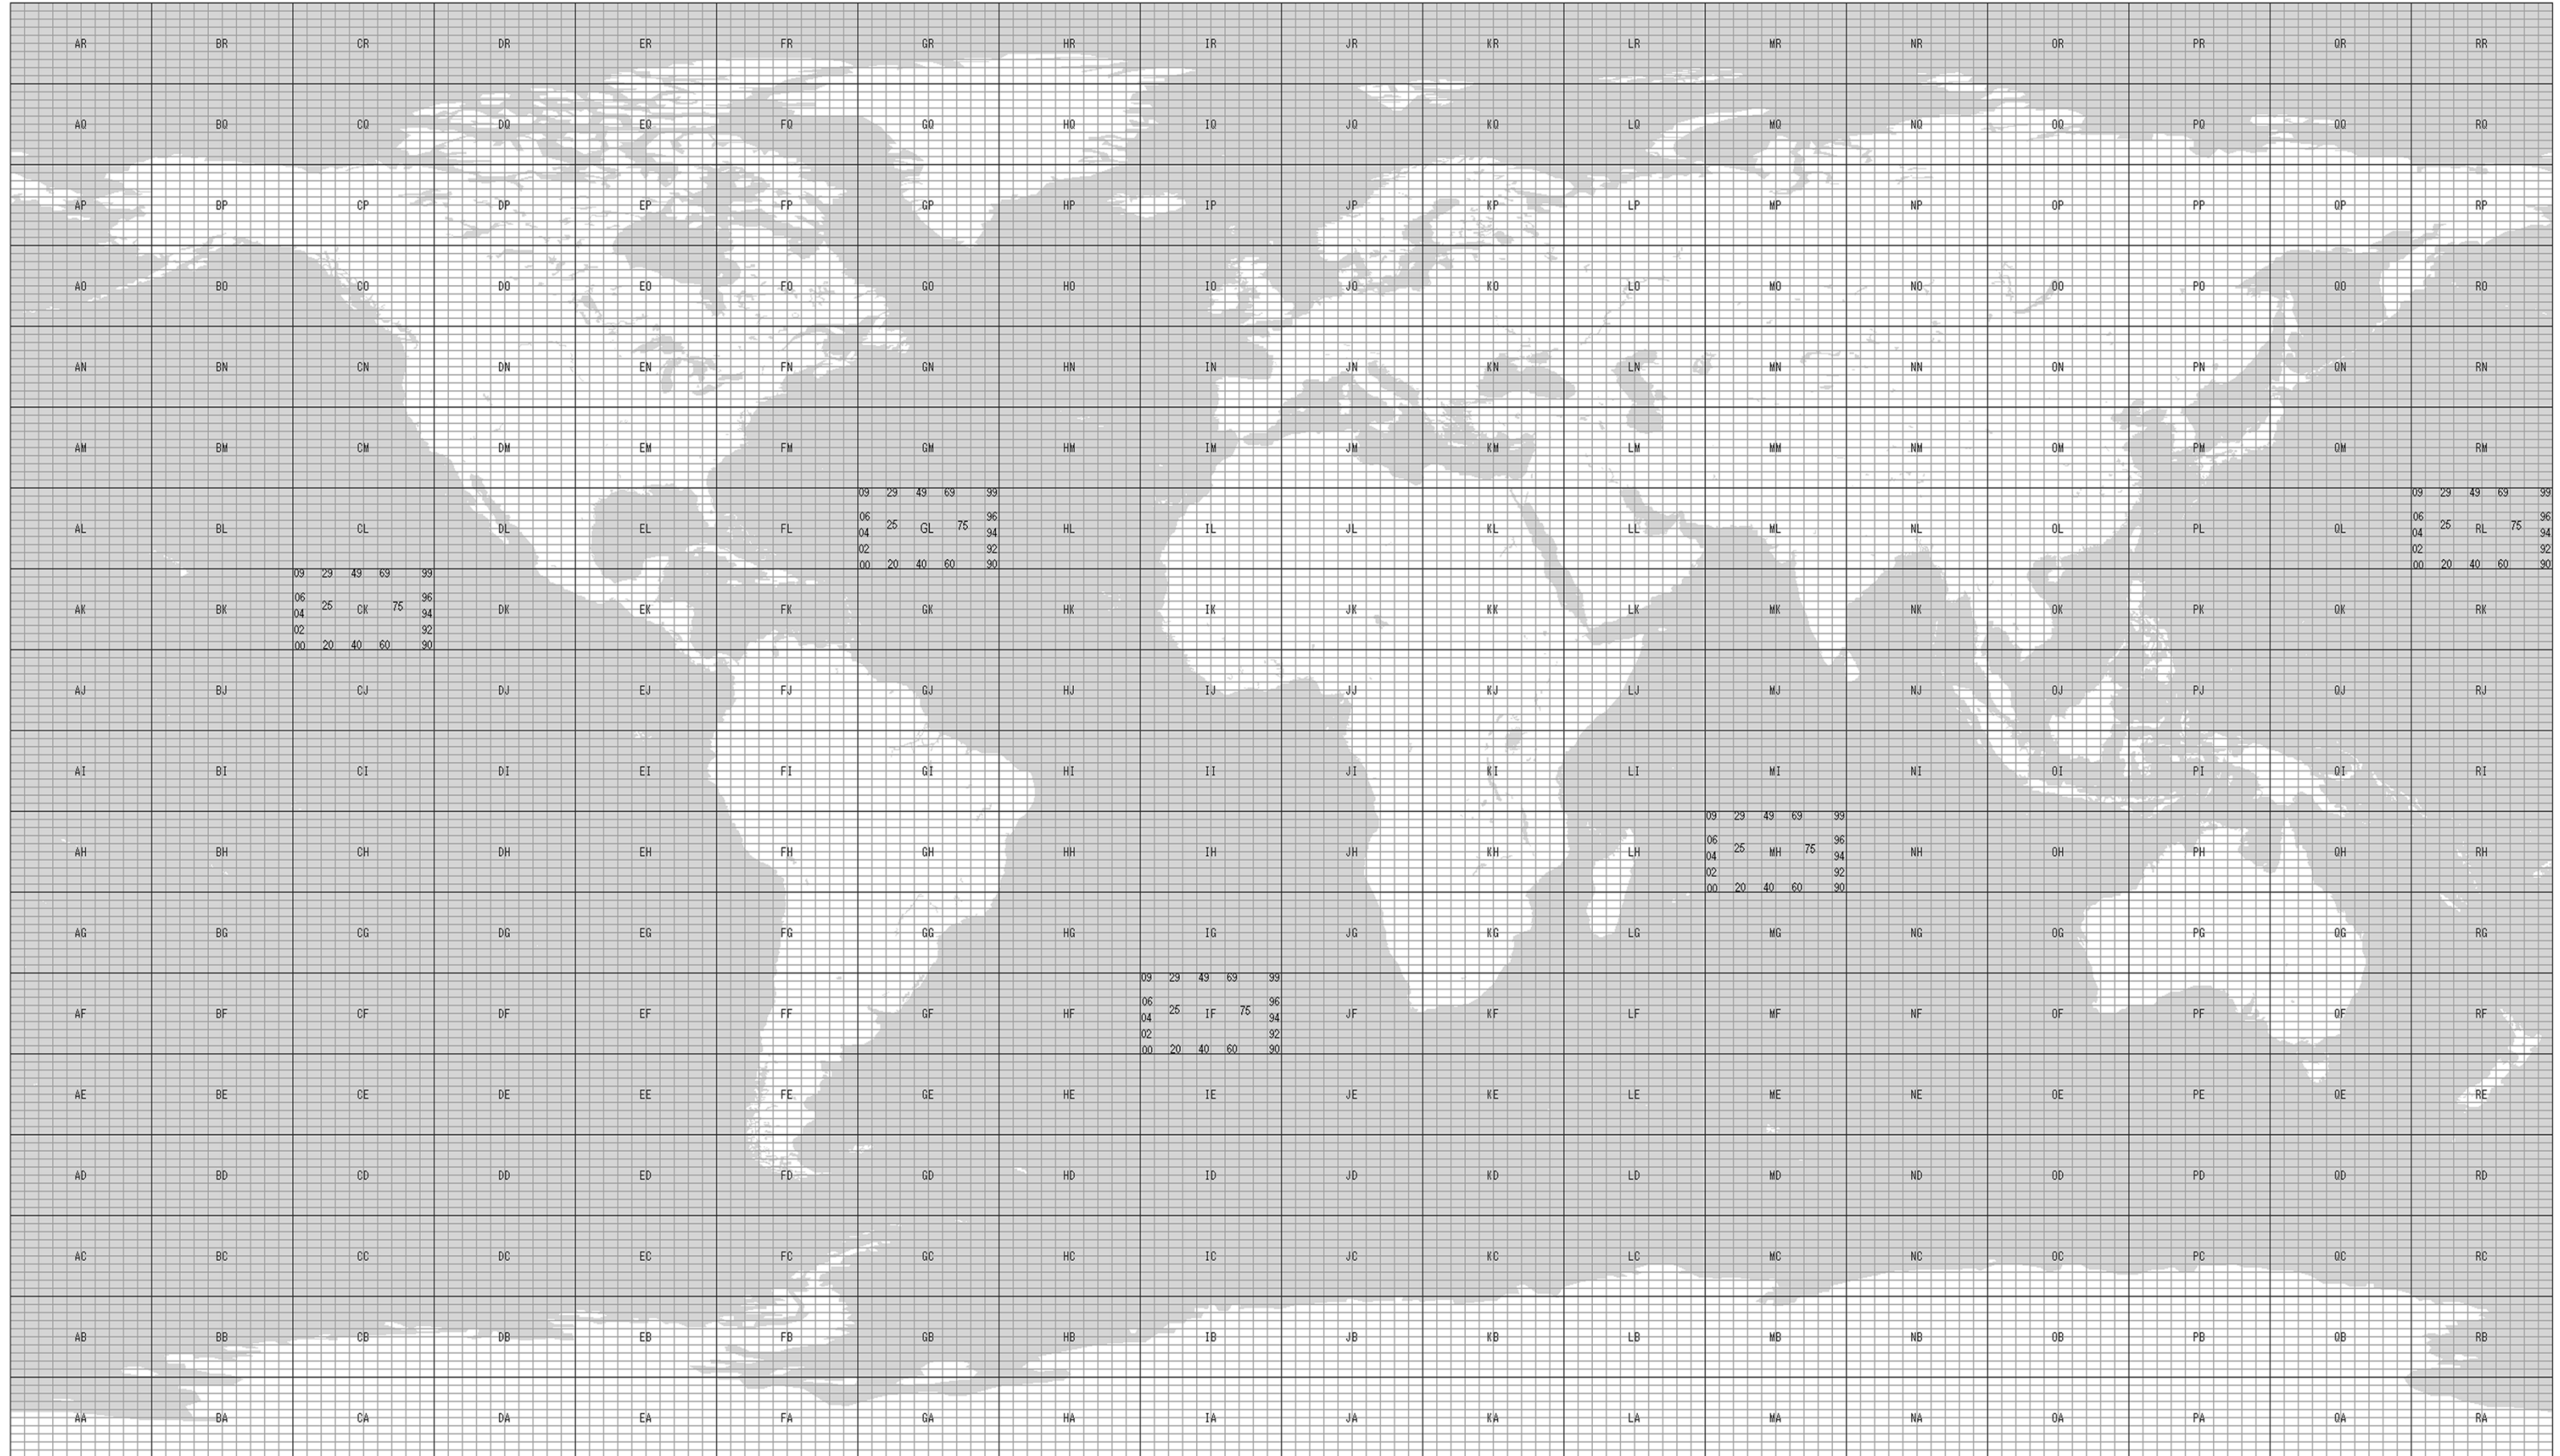 AR BR CR DR ER FR GR HR IR JR KR LR MR NR OR PR QR RR
AQ BQ CQ DQ EQ FQ GQ HQ IQ JQ KQ LQ MQ NQ OQ PQ QQ RQ
AP BP CP DP EP FP GP HP IP JP KP LP MP NP OP PP QP RP
AO BO CO DO EO FO GO HO IO JO KO LO MO NO OO PO QO RO
AN BN CN DN EN FN GN HN IN JN KN LN MN NN ON PN QN RN
AM BM CM DM EM FM GM HM IM JM KM LM MM NM OM PM QM RM
09 29 49 69 99 09 29 49 69 99
06 96 06 96
25 75 25 75
AL BL CL DL EL FL GL HL IL JL KL LL ML NL OL PL QL RL
04 94 04 94
02 92 02 92
00 20 40 60 90 00 20 40 60 90
09 29 49 69 99
06 96
25 75
AK BK CK DK EK FK GK HK IK JK KK LK MK NK OK PK QK RK
04 94
02 92
00 20 40 60 90
AJ BJ CJ DJ EJ FJ GJ HJ IJ JJ KJ LJ MJ NJ OJ PJ QJ RJ
AI BI CI DI EI FI GI HI II JI KI LI MI NI OI PI QI RI
09 29 49 69 99
06 96
25 75
AH BH CH DH EH FH GH HH IH JH KH LH MH NH OH PH QH RH
04 94
02 92
00 20 40 60 90
AG BG CG DG EG FG GG HG IG JG KG LG MG NG OG PG QG RG
09 29 49 69 99
06 96
25 75
AF BF CF DF EF FF GF HF IF JF KF LF MF NF OF PF QF RF
04 94
02 92
00 20 40 60 90
AE BE CE DE EE FE GE HE IE JE KE LE ME NE OE PE QE RE
AD BD CD DD ED FD GD HD ID JD KD LD MD ND OD PD QD RD
AC BC CC DC EC FC GC HC IC JC KC LC MC NC OC PC QC RC
AB BB CB DB EB FB GB HB IB JB KB LB MB NB OB PB QB RB
AA BA CA DA EA FA GA HA IA JA KA LA MA NA OA PA QA RA